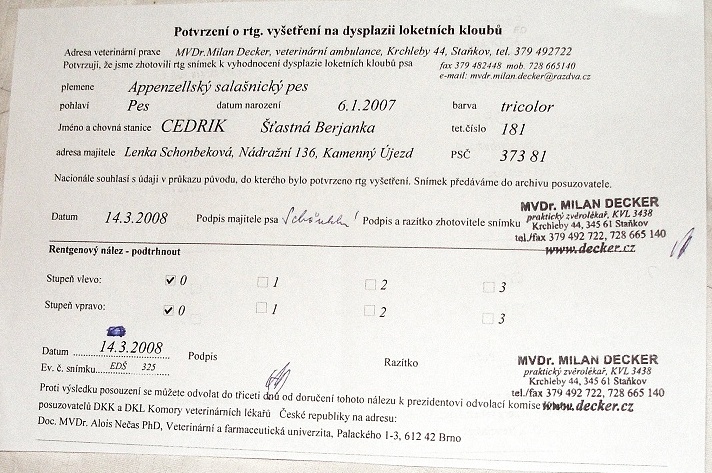 Potvrzení o rtg. vyšetření na dysplazii loketních kloubů
Adresa veterinární praxe MVDr.Milan Decker, veterinární ambulance, Krchleby 44, Staňkov, tel. 379 492722
Potvrzuji, že jsme zhotovili rtg snímek k vyhodnocení dysplazie loketních kloubů psa fax 379 482448 mob. 728 665140
e-mail: mvdr.milan.decker@razdva.cz
plemene Appenzellský salašnický pes
pohlaví Pes datum narození 6.1.2007 barva tricolor
Jméno a chovná stanice CEDRIK Šťastná Berjanka tet.číslo 181
adresa majitele Lenka Schonbeková, Nádražní 136, Kamenný Újezd PSČ 373 81
Nacionále souhlasí s údaji v průkazu původu, do kterého bylo potvrzeno rtg vyšetření. Snímek předáváme do archivu posuzovatele.
MVDr. MILAN DECKER
praktický zvěrolékař, KVL 3438
Krchleby 44, 345 61 Staňkov
tel./fax 379 492 722, 728 665 140
www.decker.cz
Datum 14.3.2008 Podpis majitele psa Podpis a razítko zhotovitele snímku
Rentgenový nález - podtrhnout
Stupeň vlevo: 0 1 2 3
Stupeň vpravo: 0 1 2 3
Datum 14.3.2008 Podpis Razítko
Ev. č. snímku EDŠ 325
MVDr. MILAN DECKER
praktický zvěrolékař, KVL 3438
Krchleby 44, 345 61 Staňkov
tel./fax 379 492 722, 728 665 140
www.decker.cz
Proti výsledku posouzení se můžete odvolat do třiceti dnů od doručení tohoto nálezu k prezidentovi odvolací komise
posuzovatelů DKK a DKL Komory veterinárních lékařů České republiky na adresu:
Doc. MVDr. Alois Nečas PhD, Veterinární a farmaceutická univerzita, Palackého 1-3, 612 42 Brno